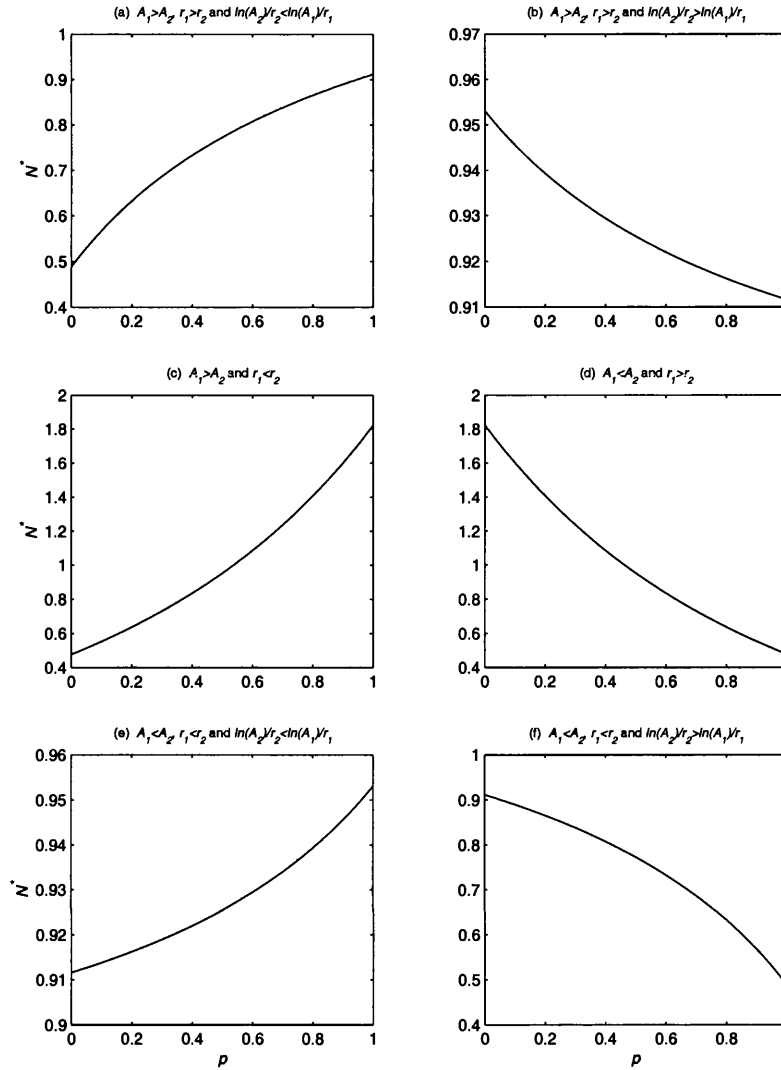 (a) A₁>A₂, r₁>r₂ and ln(A₂)/r₂<ln(A₁)/r₁
1
0.9
0.8
0.7
0.6
0.5
0.4
N*
0 0.2 0.4 0.6 0.8 1
(b) A₁>A₂, r₁>r₂ and ln(A₂)/r₂>ln(A₁)/r₁
0.97
0.96
0.95
0.94
0.93
0.92
0.91
0 0.2 0.4 0.6 0.8
(c) A₁>A₂ and r₁<r₂
2
1.8
1.6
1.4
1.2
1
0.8
0.6
0.4
N*
0 0.2 0.4 0.6 0.8 1
(d) A₁<A₂ and r₁>r₂
2
1.8
1.6
1.4
1.2
1
0.8
0.6
0.4
0 0.2 0.4 0.6 0.8
(e) A₁<A₂, r₁<r₂ and ln(A₂)/r₂<ln(A₁)/r₁
0.96
0.95
0.94
0.93
0.92
0.91
0.9
N*
0 0.2 0.4 0.6 0.8 1
p
(f) A₁<A₂, r₁<r₂ and ln(A₂)/r₂>ln(A₁)/r₁
1
0.9
0.8
0.7
0.6
0.5
0.4
0 0.2 0.4 0.6 0.8
p